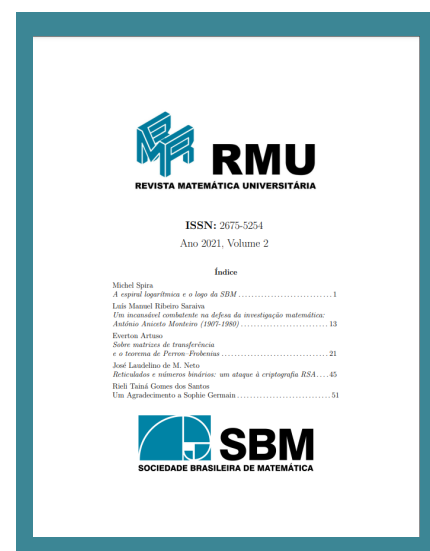 RMU
REVISTA MATEMÁTICA UNIVERSITÁRIA
ISSN: 2675-5254
Ano 2021, Volume 2
Índice
Michel Spira
A espiral logarítmica e o logo da SBM ............................. 1
Luis Manuel Ribeiro Saraiva
Um incansável combatente na defesa da investigação matemática:
António Aniceto Monteiro (1907-1980) ........................... 13
Everton Artuso
Sobre matrizes de transferência
e o teorema de Perron-Frobenius ................................. 21
José Laudelino de M. Neto
Reticulados e números binários: um ataque à criptografia RSA .... 45
Rieli Tainá Gomes dos Santos
Um Agradecimento a Sophie Germain ............................. 51
SBM
SOCIEDADE BRASILEIRA DE MATEMÁTICA